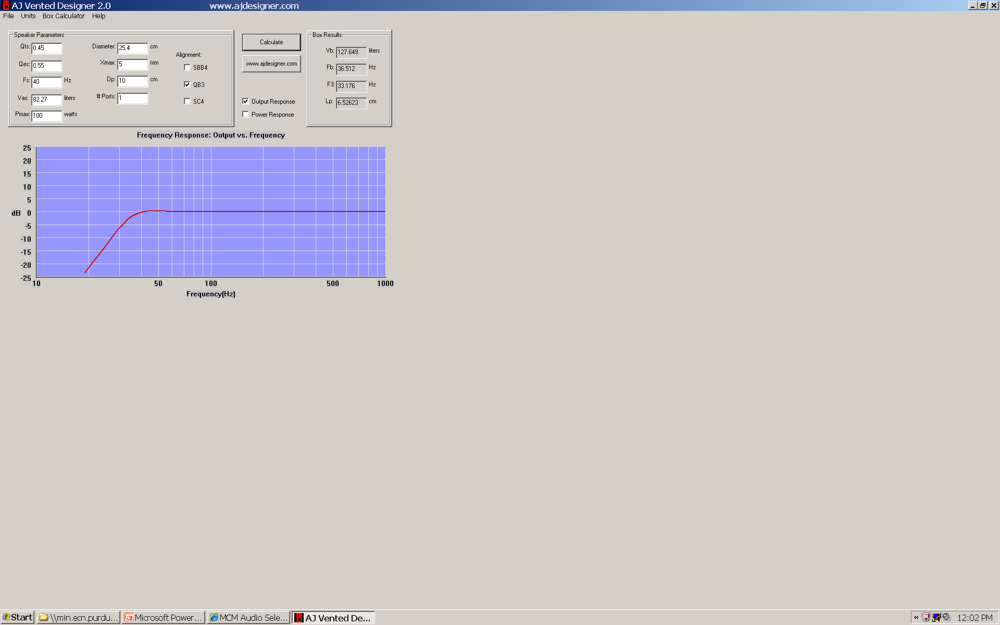 AJ Vented Designer 2.0 www.ajdesigner.com
File Units Box Calculator Help
Speaker Parameters
Qts: 0.45
Qes: 0.55
Fs: 40 Hz
Vas: 82.27 liters
Pmax: 100 watts
Diameter: 25.4 cm
Xmax: 5 mm
Dp: 10 cm
# Ports: 1
Alignment:
SBB4
QB3
SC4
Calculate
www.ajdesigner.com
Output Response
Power Response
Box Results
Vb: 127.649 liters
Fb: 36.512 Hz
F3: 33.176 Hz
Lp: 6.52623 cm
Frequency Response: Output vs. Frequency
25
20
15
10
5
dB 0
-5
-10
-15
-20
-25
10 50 100 500 1000
Frequency(Hz)
Start \\min.ecn.purdu... Microsoft Power... MCM Audio Sele... AJ Vented De... « 12:02 PM